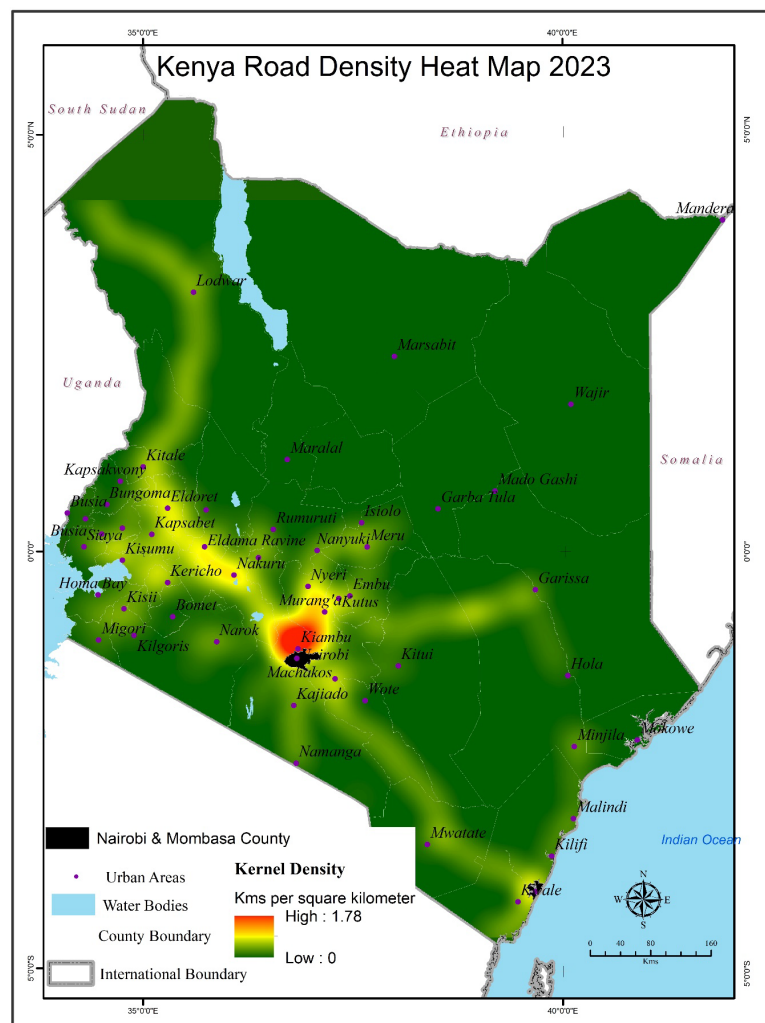 35°0'0"E
40°0'0"E
Kenya Road Density Heat Map 2023
South Sudan
Ethiopia
5°0'0"N
5°0'0"N
Mandera
Lodwar
Marsabit
Uganda
Wajir
Somalia
Maralal
Kitale
Kapsakwony
Mado Gashi
Bungoma
Eldoret
Garba Tula
Busia
Isiolo
Rumuruti
Kapsabet
Busia
Siaya
0°0'0"
Eldama Ravine
Nanyuki
Meru
0°0'0"
Kisumu
Nakuru
Homa Bay
Kericho
Nyeri
Embu
Garissa
Kisii
Murang'a
Kutus
Bomet
Migori
Narok
Kiambu
Kilgoris
Nairobi
Kitui
Machakos
Hola
Kajiado
Wote
Minjila
Mokowe
Namanga
Malindi
Nairobi & Mombasa County
Mwatate
Indian Ocean
Kilifi
Kernel Density
Urban Areas
Kwale
N
Kms per square kilometer
W
E
Water Bodies
High : 1.78
S
County Boundary
0 40 80 160
Low : 0
Kms
International Boundary
5°0'0"S
5°0'0"S
35°0'0"E
40°0'0"E